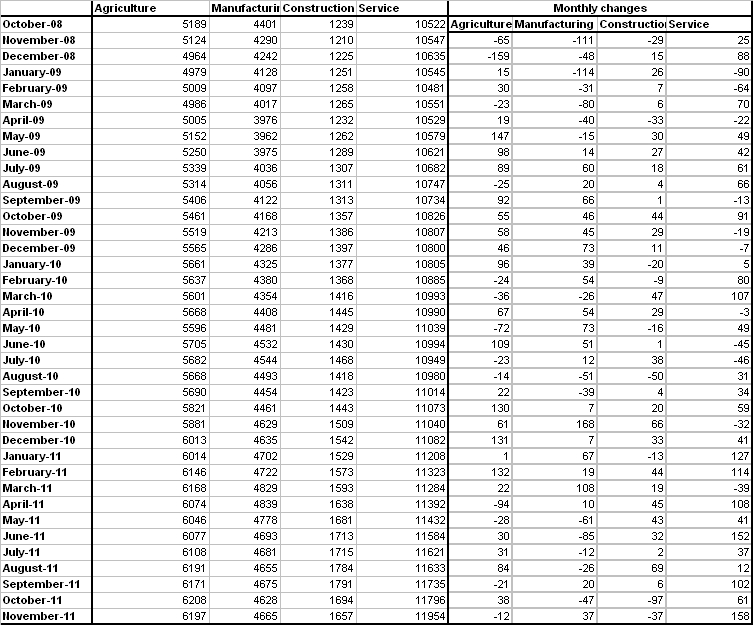 Agriculture Manufacturi Construction Service Monthly changes
October-08 5189 4401 1239 10522 Agriculture Manufacturing Constructio Service
November-08 5124 4290 1210 10547 -65 -111 -29 25
December-08 4964 4242 1225 10635 -159 -48 15 88
January-09 4979 4128 1251 10545 15 -114 26 -90
February-09 5009 4097 1258 10481 30 -31 7 -64
March-09 4986 4017 1265 10551 -23 -80 6 70
April-09 5005 3976 1232 10529 19 -40 -33 -22
May-09 5152 3962 1262 10579 147 -15 30 49
June-09 5250 3975 1289 10621 98 14 27 42
July-09 5339 4036 1307 10682 89 60 18 61
August-09 5314 4056 1311 10747 -25 20 4 66
September-09 5406 4122 1313 10734 92 66 1 -13
October-09 5461 4168 1357 10826 55 46 44 91
November-09 5519 4213 1386 10807 58 45 29 -19
December-09 5565 4286 1397 10800 46 73 11 -7
January-10 5661 4325 1377 10805 96 39 -20 5
February-10 5637 4380 1368 10885 -24 54 -9 80
March-10 5601 4354 1416 10993 -36 -26 47 107
April-10 5668 4408 1445 10990 67 54 29 -3
May-10 5596 4481 1429 11039 -72 73 -16 49
June-10 5705 4532 1430 10994 109 51 1 -45
July-10 5682 4544 1468 10949 -23 12 38 -46
August-10 5668 4493 1418 10980 -14 -51 -50 31
September-10 5690 4454 1423 11014 22 -39 4 34
October-10 5821 4461 1443 11073 130 7 20 59
November-10 5881 4629 1509 11040 61 168 66 -32
December-10 6013 4635 1542 11082 131 7 33 41
January-11 6014 4702 1529 11208 1 67 -13 127
February-11 6146 4722 1573 11323 132 19 44 114
March-11 6168 4829 1593 11284 22 108 19 -39
April-11 6074 4839 1638 11392 -94 10 45 108
May-11 6046 4778 1681 11432 -28 -61 43 41
June-11 6077 4693 1713 11584 30 -85 32 152
July-11 6108 4681 1715 11621 31 -12 2 37
August-11 6191 4655 1784 11633 84 -26 69 12
September-11 6171 4675 1791 11735 -21 20 6 102
October-11 6208 4628 1694 11796 38 -47 -97 61
November-11 6197 4665 1657 11954 -12 37 -37 158